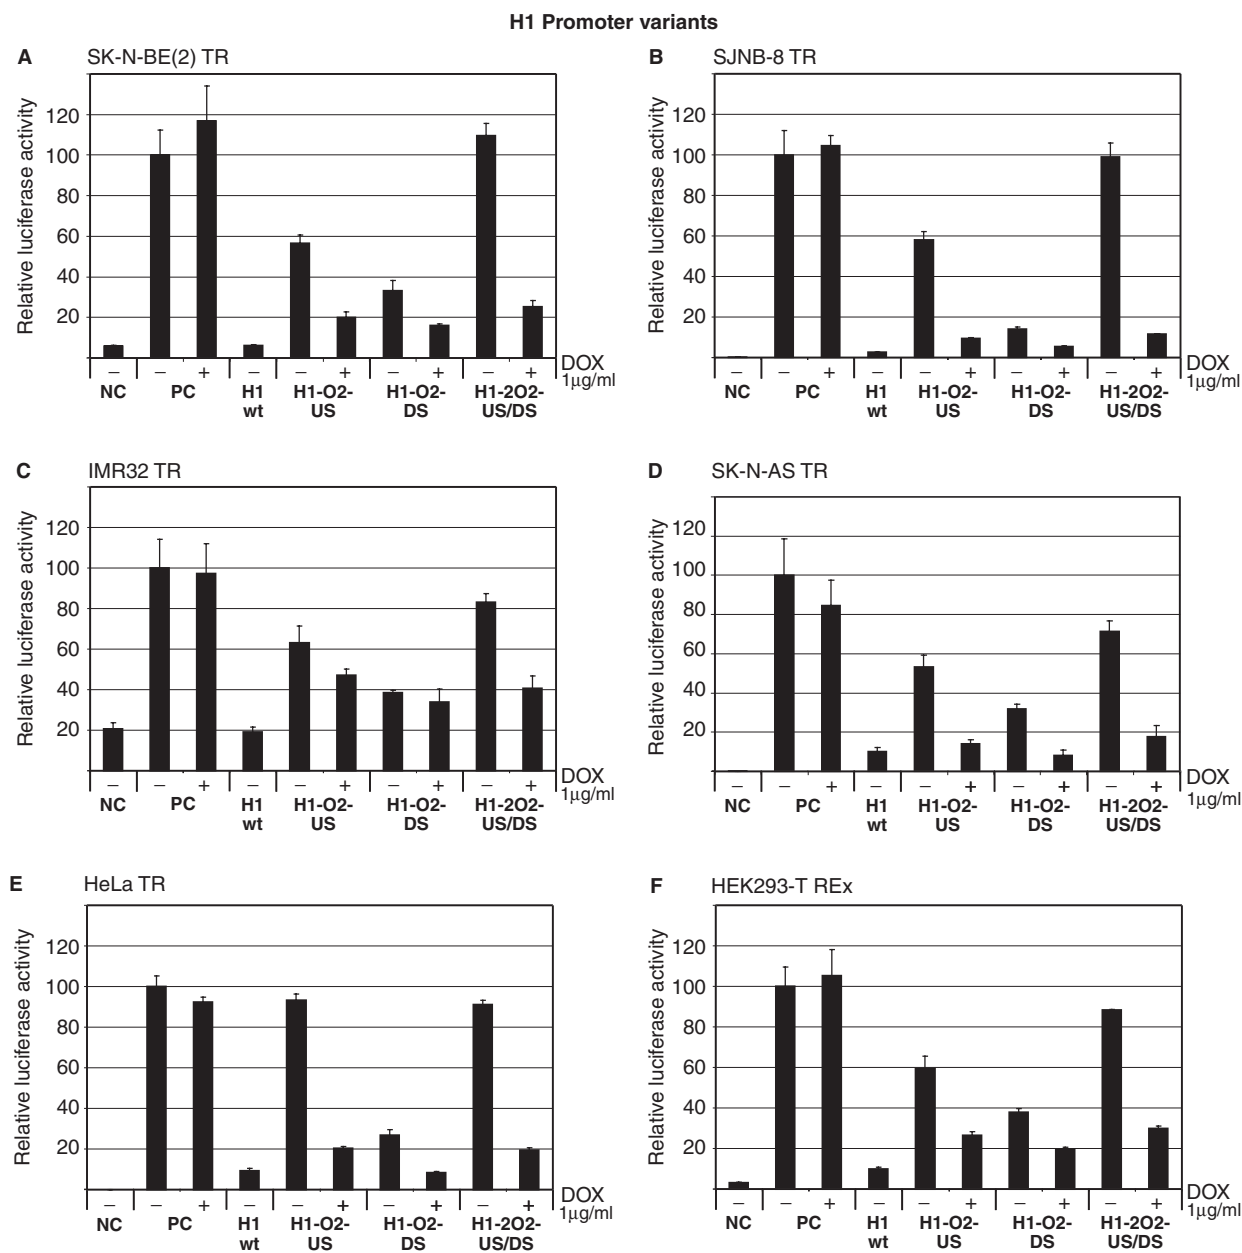 H1 Promoter variants
A SK-N-BE(2) TR
Relative luciferase activity
120
100
80
60
40
20
− − + − − + − + − +
DOX
1μg/ml
NC PC H1 H1-O2- H1-O2- H1-2O2-
wt US DS US/DS
B SJNB-8 TR
Relative luciferase activity
120
100
80
60
40
20
− − + − − + − + − +
DOX
1μg/ml
NC PC H1 H1-O2- H1-O2- H1-2O2-
wt US DS US/DS
C IMR32 TR
Relative luciferase activity
120
100
80
60
40
20
− − + − − + − + − +
DOX
1μg/ml
NC PC H1 H1-O2- H1-O2- H1-2O2-
wt US DS US/DS
D SK-N-AS TR
Relative luciferase activity
120
100
80
60
40
20
− − + − − + − + − +
DOX
1μg/ml
NC PC H1 H1-O2- H1-O2- H1-2O2-
wt US DS US/DS
E HeLa TR
Relative luciferase activity
120
100
80
60
40
20
− − + − − + − + − +
DOX
1μg/ml
NC PC H1 H1-O2- H1-O2- H1-2O2-
wt US DS US/DS
F HEK293-T REx
Relative luciferase activity
120
100
80
60
40
20
− − + − − + − + − +
DOX
1μg/ml
NC PC H1 H1-O2- H1-O2- H1-2O2-
wt US DS US/DS